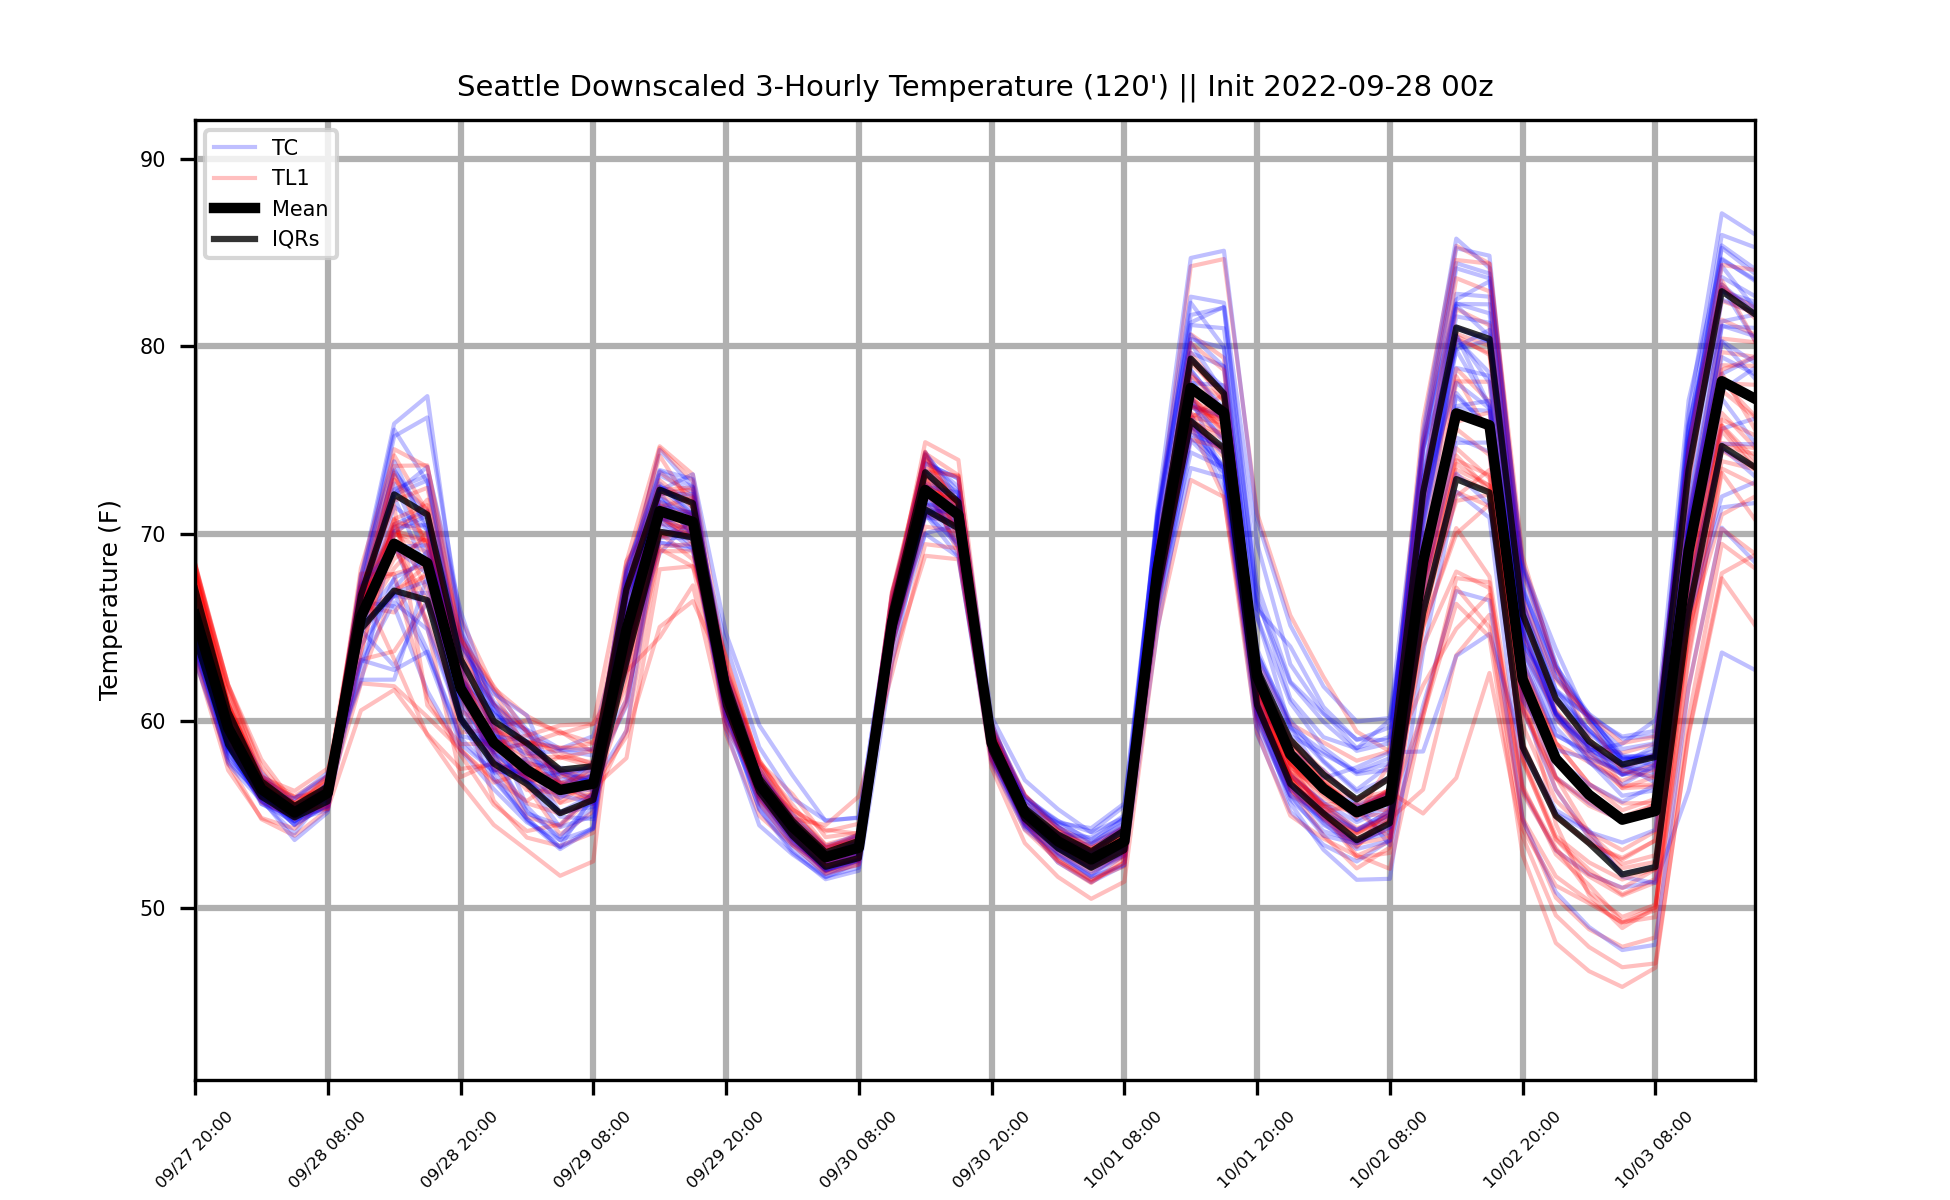 Seattle Downscaled 3-Hourly Temperature (120') || Init 2022-09-28 00z
TC
TL1
Mean
IQRs
Temperature (F)
90
80
70
60
50
09/27 20:00
09/28 08:00
09/28 20:00
09/29 08:00
09/29 20:00
09/30 08:00
09/30 20:00
10/01 08:00
10/01 20:00
10/02 08:00
10/02 20:00
10/03 08:00